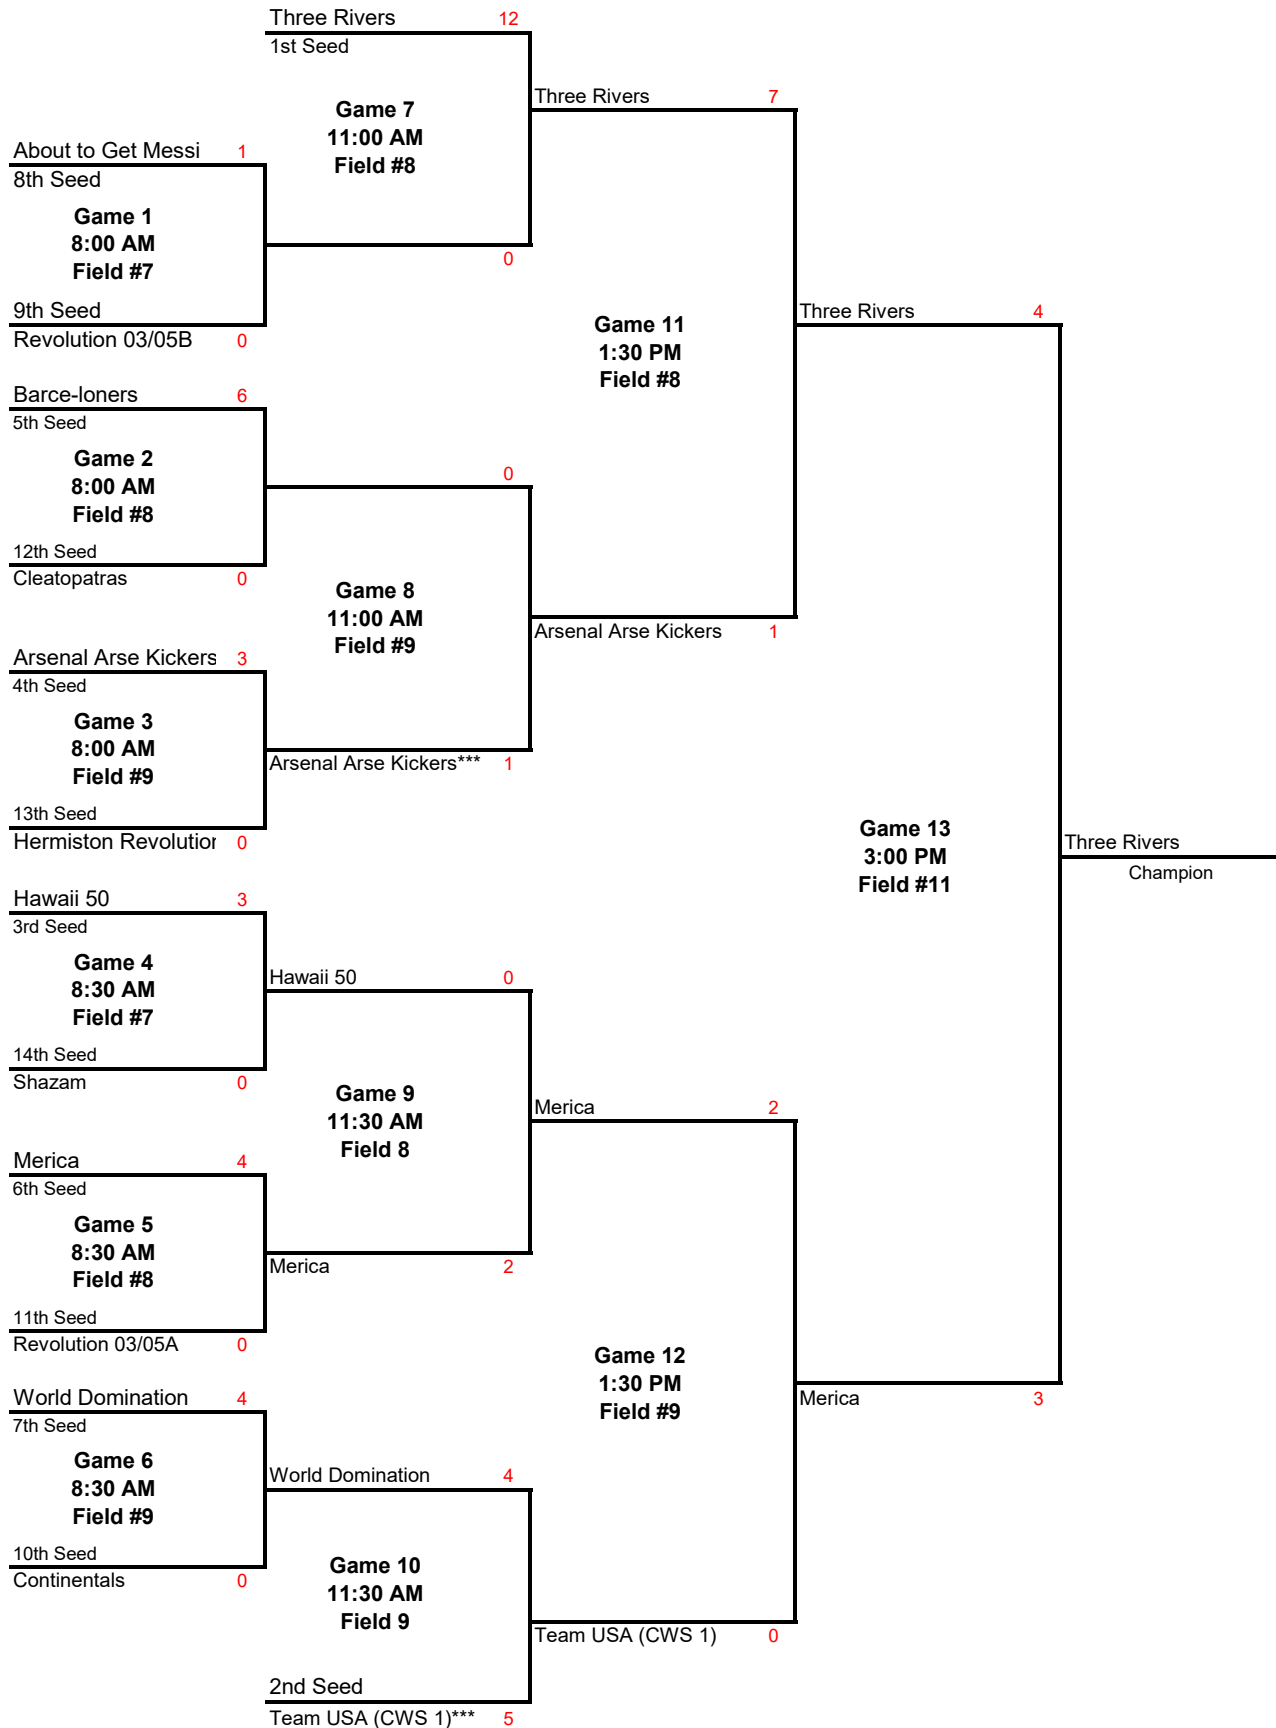 Three Rivers 12
1st Seed
Game 7
11:00 AM
Field #8
Three Rivers 7
About to Get Messi 1
8th Seed
Game 1
8:00 AM
Field #7
9th Seed
Revolution 03/05B 0
0
Game 11
1:30 PM
Field #8
Three Rivers 4
Barce-loners 6
5th Seed
Game 2
8:00 AM
Field #8
12th Seed
Cleatopatras 0
0
Game 8
11:00 AM
Field #9
Arsenal Arse Kickers 1
Arsenal Arse Kickers 3
4th Seed
Game 3
8:00 AM
Field #9
13th Seed
Hermiston Revolution 0
Arsenal Arse Kickers*** 1
Game 13
3:00 PM
Field #11
Three Rivers
Champion
Hawaii 50 3
3rd Seed
Game 4
8:30 AM
Field #7
14th Seed
Shazam 0
Hawaii 50 0
Game 9
11:30 AM
Field 8
Merica 2
Merica 4
6th Seed
Game 5
8:30 AM
Field #8
11th Seed
Revolution 03/05A 0
Merica 2
Game 12
1:30 PM
Field #9
Merica 3
World Domination 4
7th Seed
Game 6
8:30 AM
Field #9
10th Seed
Continentals 0
World Domination 4
Game 10
11:30 AM
Field 9
Team USA (CWS 1) 0
2nd Seed
Team USA (CWS 1)*** 5